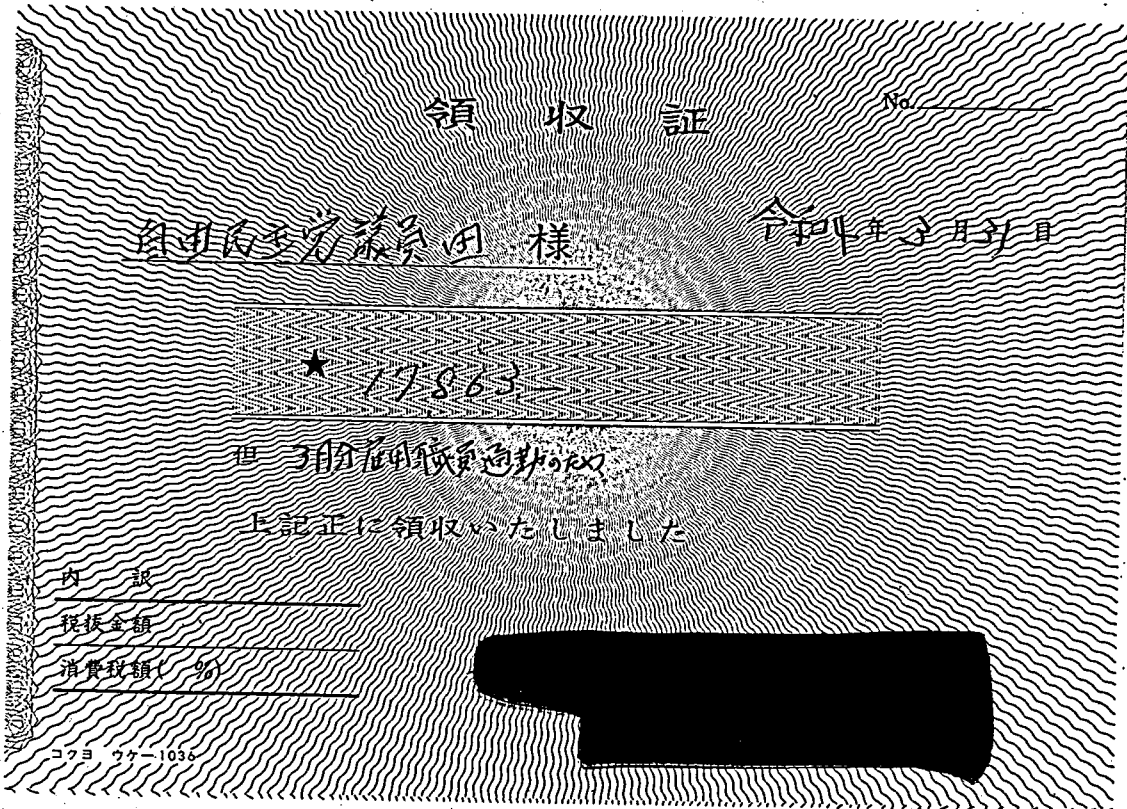 領収証
No.
自由民主党議員団 様
令和4年3月31日
★ 17,863 —
但 3月分雇用職員通勤のため
上記正に領収いたしました
内 訳
税抜金額
消費税額( %)
コクヨ ウケ-1036